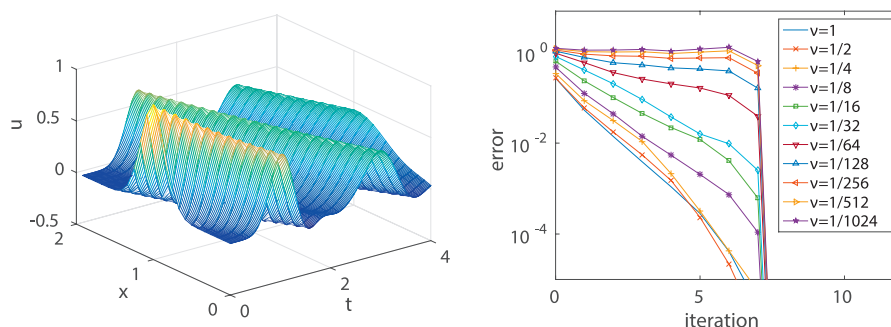 1
0.5
0
-0.5
u
2
1
0
x
0
2
4
t
10^0
10^-2
10^-4
error
0 5 10
iteration
ν=1
ν=1/2
ν=1/4
ν=1/8
ν=1/16
ν=1/32
ν=1/64
ν=1/128
ν=1/256
ν=1/512
ν=1/1024